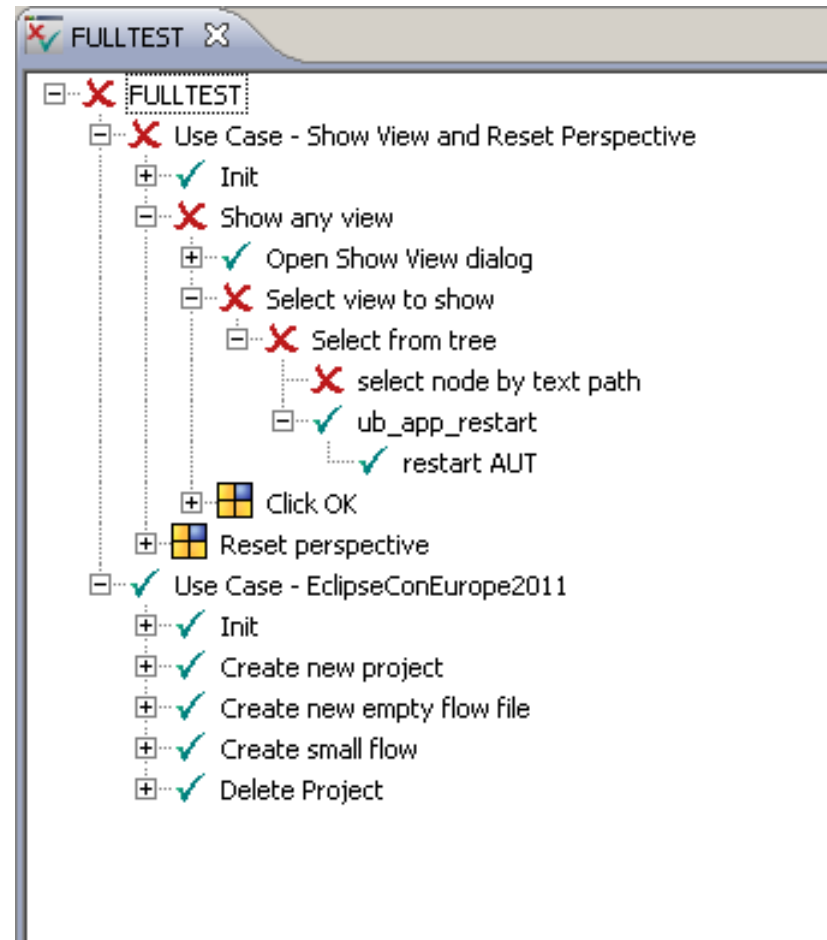 FULLTEST
FULLTEST
Use Case - Show View and Reset Perspective
Init
Show any view
Open Show View dialog
Select view to show
Select from tree
select node by text path
ub_app_restart
restart AUT
Click OK
Reset perspective
Use Case - EclipseConEurope2011
Init
Create new project
Create new empty flow file
Create small flow
Delete Project